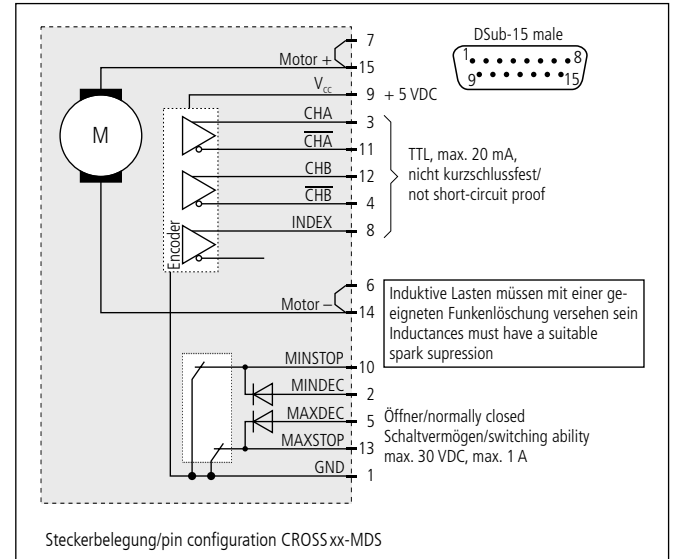 7
DSub-15 male
Motor +
15
1
8
9
15
V_cc
9
+ 5 VDC
CHA
3
C̅H̅A̅
11
TTL, max. 20 mA,
nicht kurzschlussfest/
not short-circuit proof
CHB
12
C̅H̅B̅
4
INDEX
8
M
Encoder
6
Motor –
14
Induktive Lasten müssen mit einer ge-
eigneten Funkenlöschung versehen sein
Inductances must have a suitable
spark supression
MINSTOP
10
MINDEC
2
MAXDEC
5
Öffner/normally closed
Schaltvermögen/switching ability
max. 30 VDC, max. 1 A
MAXSTOP
13
GND
1
Steckerbelegung/pin configuration CROSS xx-MDS